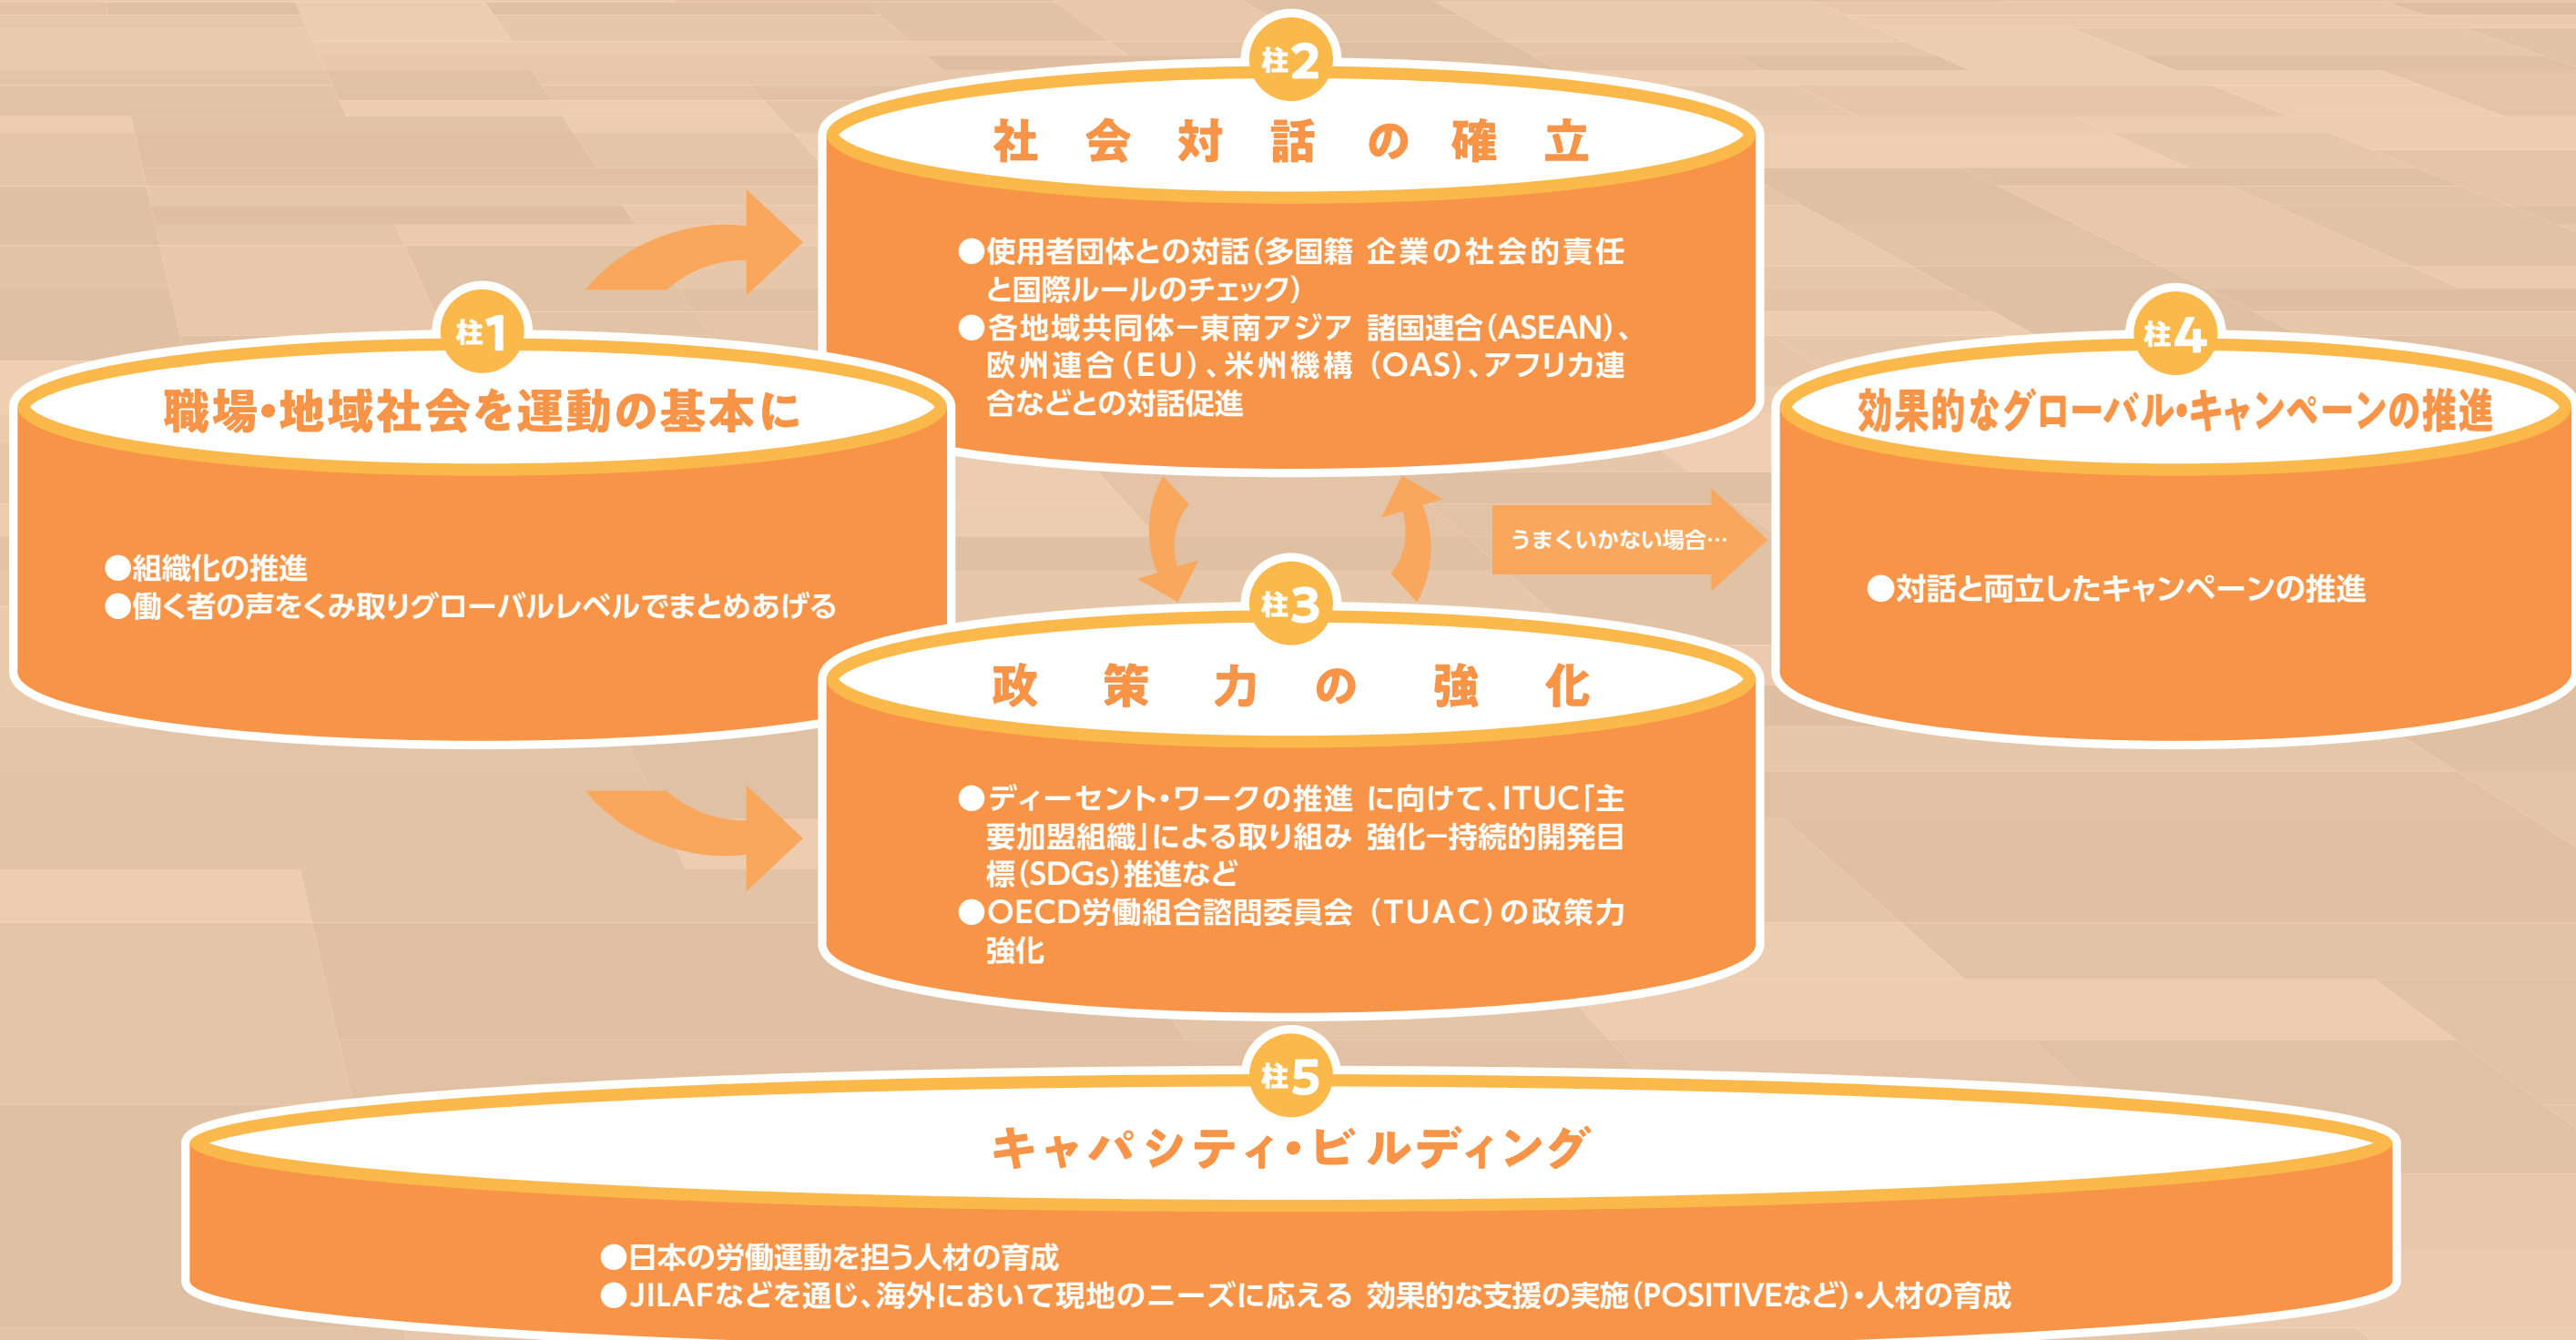 柱1
職場・地域社会を運動の基本に
●組織化の推進
●働く者の声をくみ取りグローバルレベルでまとめあげる
柱2
社会対話の確立
●使用者団体との対話（多国籍 企業の社会的責任
と国際ルールのチェック）
●各地域共同体−東南アジア 諸国連合（ASEAN）、
欧州連合（EU）、米州機構 （OAS）、アフリカ連
合などとの対話促進
柱3
政策力の強化
●ディーセント・ワークの推進 に向けて、ITUC「主
要加盟組織」による取り組み 強化−持続的開発目
標（SDGs）推進など
●OECD労働組合諮問委員会 （TUAC）の政策力
強化
うまくいかない場合…
柱4
効果的なグローバル・キャンペーンの推進
●対話と両立したキャンペーンの推進
柱5
キャパシティ・ビルディング
●日本の労働運動を担う人材の育成
●JILAFなどを通じ、海外において現地のニーズに応える 効果的な支援の実施（POSITIVEなど）・人材の育成